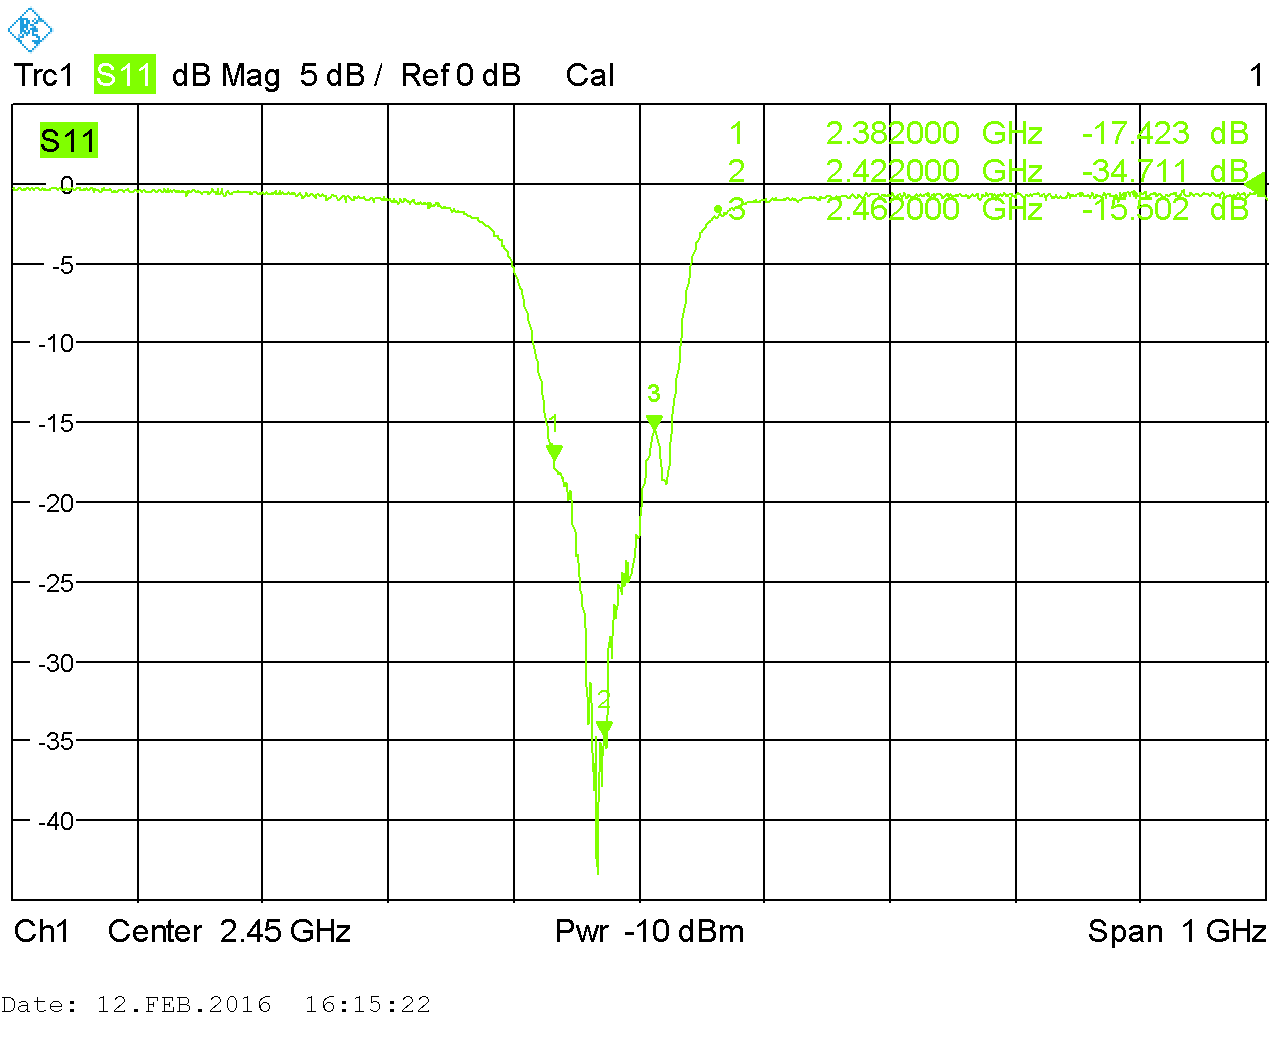 Trc1 S11 dB Mag 5 dB / Ref 0 dB Cal 1
S11
1 2.382000 GHz -17.423 dB
2 2.422000 GHz -34.711 dB
3 2.462000 GHz -15.502 dB
0
-5
-10
3
1
-15
-20
-25
-30
2
-35
-40
Ch1 Center 2.45 GHz Pwr -10 dBm Span 1 GHz
Date: 12.FEB.2016 16:15:22